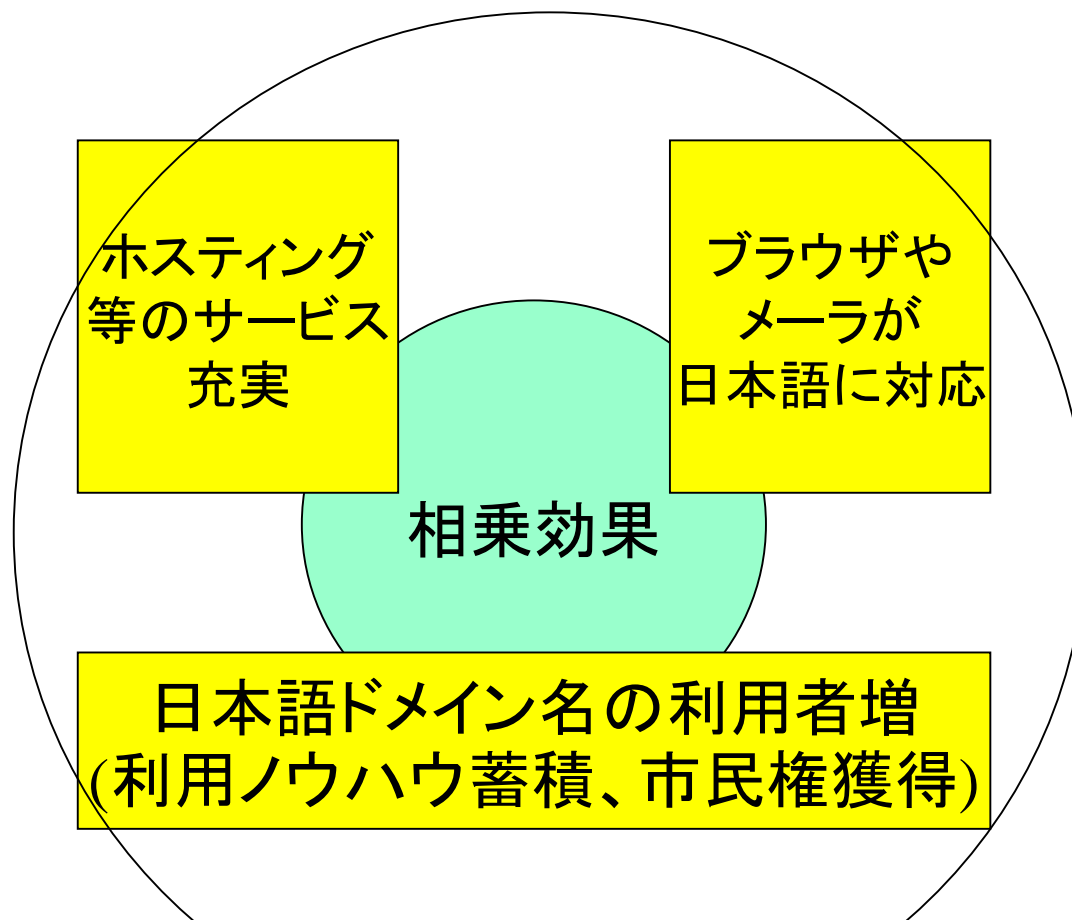 ホスティング
等のサービス
充実
ブラウザや
メーラが
日本語に対応
相乗効果
日本語ドメイン名の利用者増
(利用ノウハウ蓄積、市民権獲得)